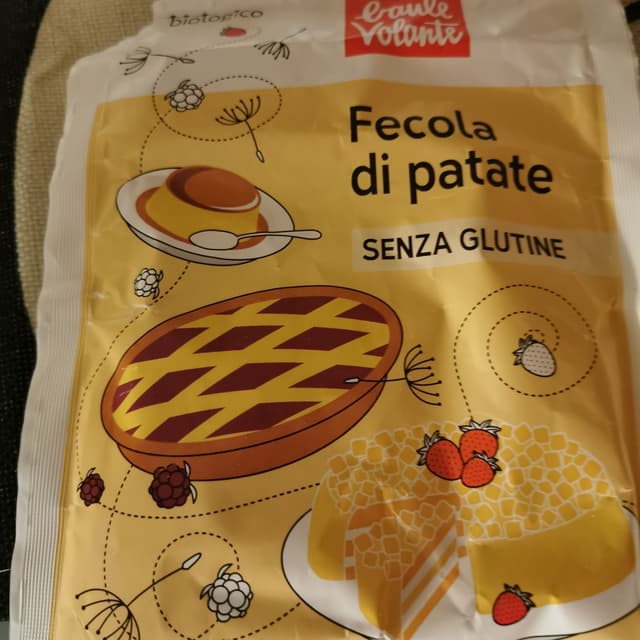 biologico
baule
volante
Fecola
di patate
SENZA GLUTINE